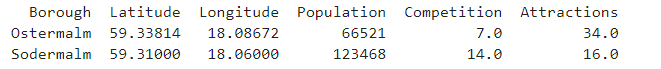 Borough Latitude Longitude Population Competition Attractions
Ostermalm 59.33814 18.08672 66521 7.0 34.0
Sodermalm 59.31000 18.06000 123468 14.0 16.0